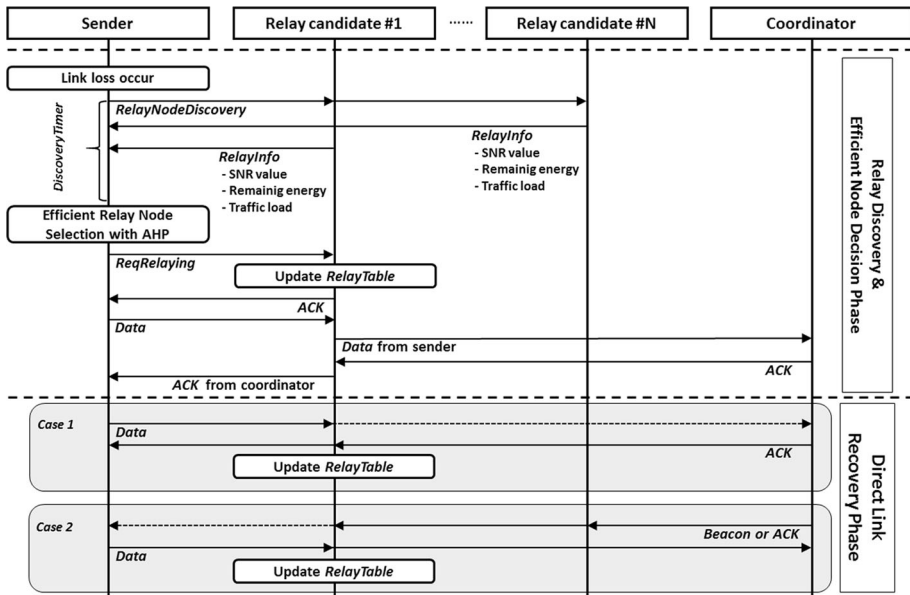 Sender
Relay candidate #1
......
Relay candidate #N
Coordinator
Link loss occur
DiscoveryTimer
RelayNodeDiscovery
RelayInfo
- SNR value
- Remainig energy
- Traffic load
RelayInfo
- SNR value
- Remainig energy
- Traffic load
Efficient Relay Node
Selection with AHP
ReqRelaying
Update RelayTable
ACK
Data
Data from sender
ACK
ACK from coordinator
Relay Discovery &
Efficient Node Decision Phase
Case 1
Data
ACK
Update RelayTable
Case 2
Beacon or ACK
Data
Update RelayTable
Direct Link
Recovery Phase